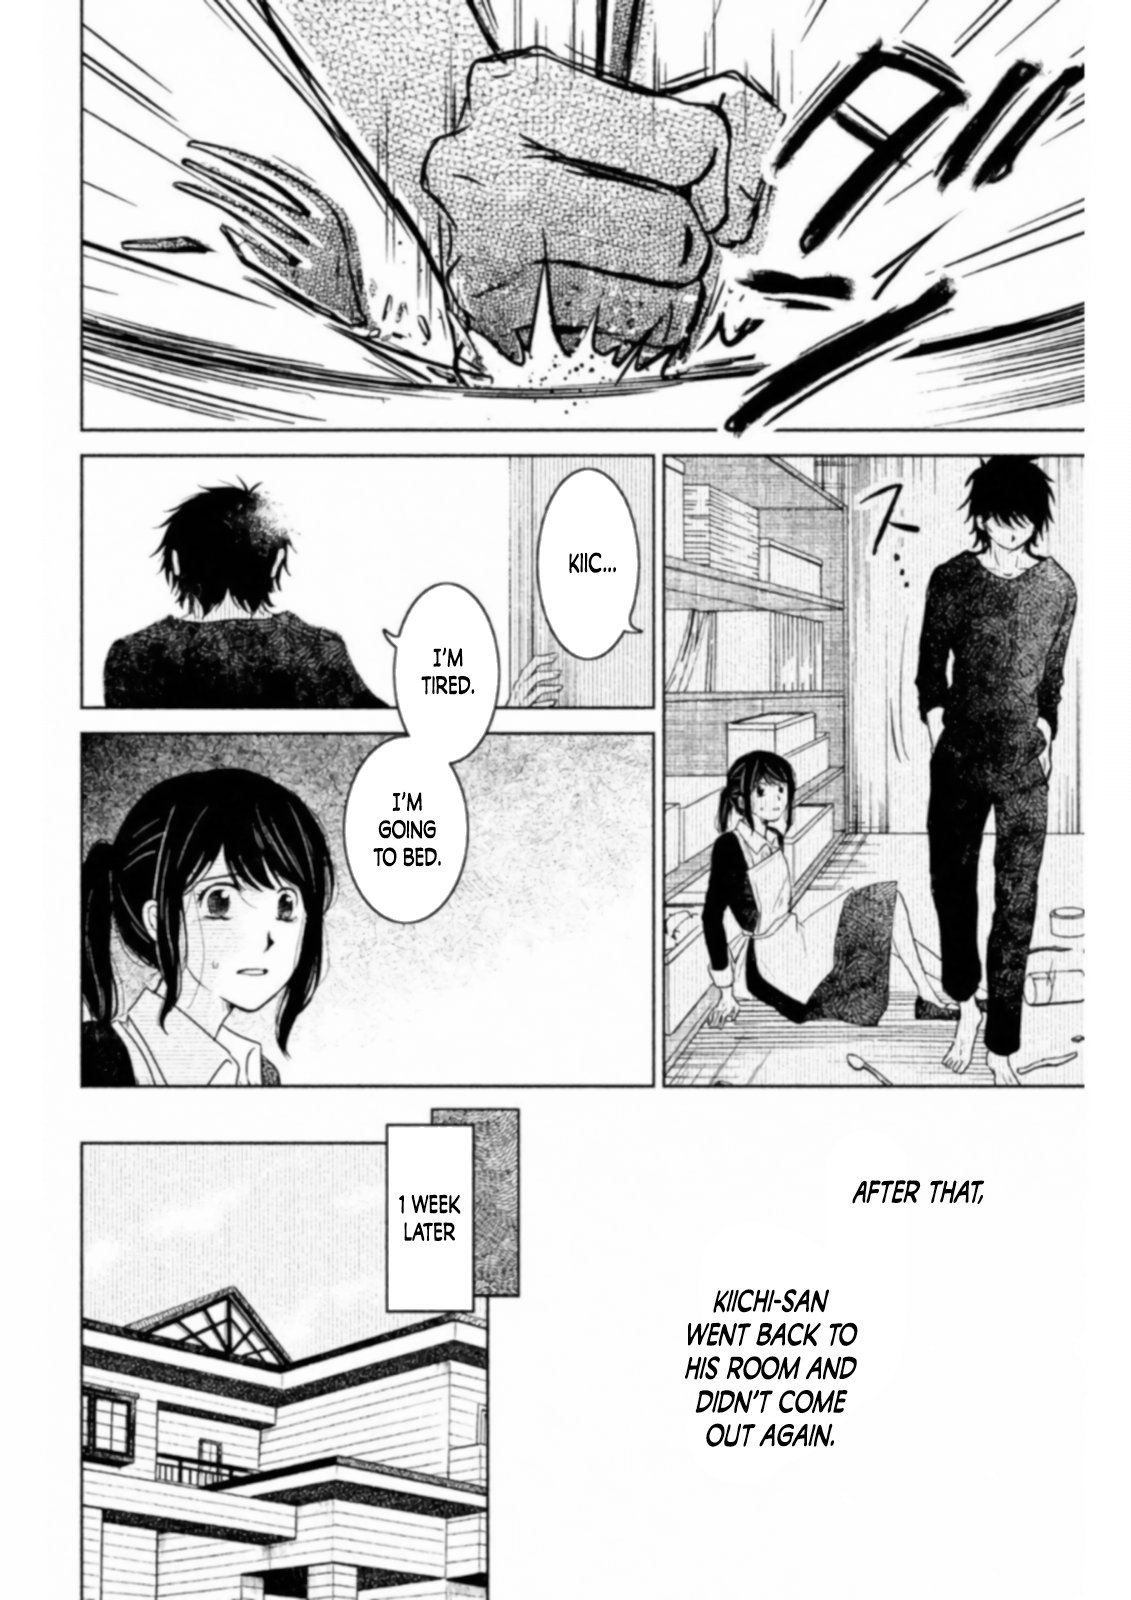 ス...
KIIC...
I'M
TIRED.
I'M
GOING
TO BED.
AFTER THAT,
KIICHI-SAN
WENT BACK TO
HIS ROOM AND
DIDN'T COME
OUT AGAIN.
1 WEEK
LATER